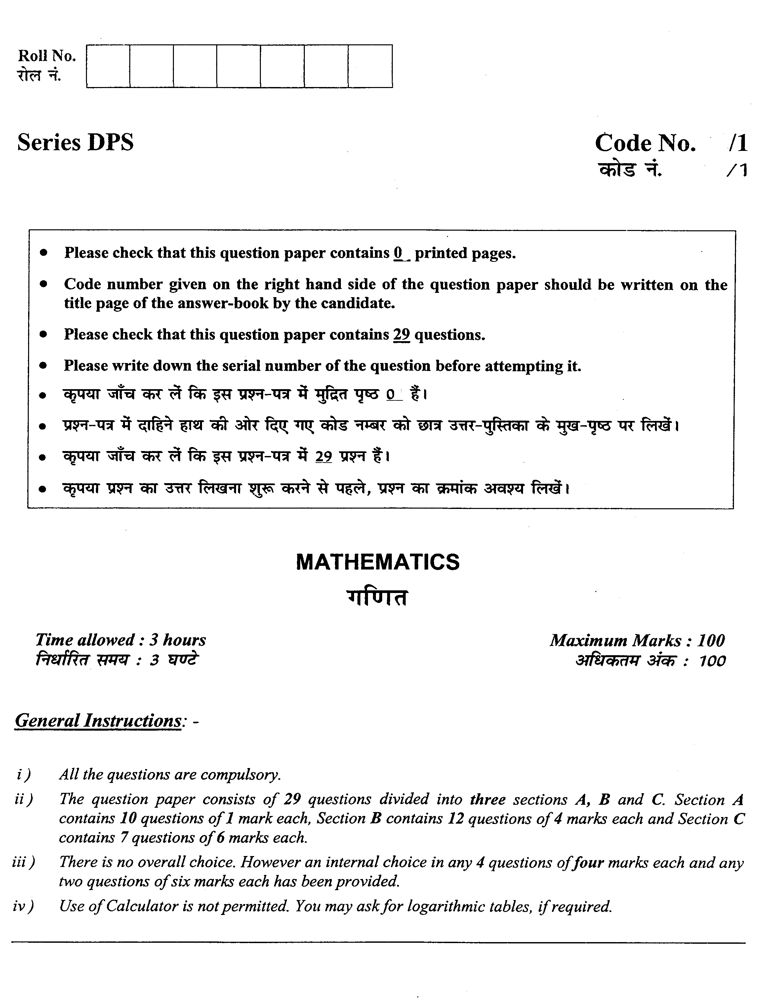 Roll No.
रोल नं.
Series DPS
Code No. /1
कोड नं. /1
• Please check that this question paper contains 0_ printed pages.
• Code number given on the right hand side of the question paper should be written on the
title page of the answer-book by the candidate.
• Please check that this question paper contains 29 questions.
• Please write down the serial number of the question before attempting it.
• कृपया जाँच कर लें कि इस प्रश्न-पत्र में मुद्रित पृष्ठ 0_ हैं।
• प्रश्न-पत्र में दाहिने हाथ की ओर दिए गए कोड नम्बर को छात्र उत्तर-पुस्तिका के मुख-पृष्ठ पर लिखें।
• कृपया जाँच कर लें कि इस प्रश्न-पत्र में 29 प्रश्न हैं।
• कृपया प्रश्न का उत्तर लिखना शुरू करने से पहले, प्रश्न का क्रमांक अवश्य लिखें।
MATHEMATICS
गणित
Time allowed : 3 hours
निर्धारित समय : 3 घण्टे
Maximum Marks : 100
अधिकतम अंक : 100
General Instructions: -
i ) All the questions are compulsory.
ii ) The question paper consists of 29 questions divided into three sections A, B and C. Section A
contains 10 questions of 1 mark each, Section B contains 12 questions of 4 marks each and Section C
contains 7 questions of 6 marks each.
iii ) There is no overall choice. However an internal choice in any 4 questions of four marks each and any
two questions of six marks each has been provided.
iv ) Use of Calculator is not permitted. You may ask for logarithmic tables, if required.